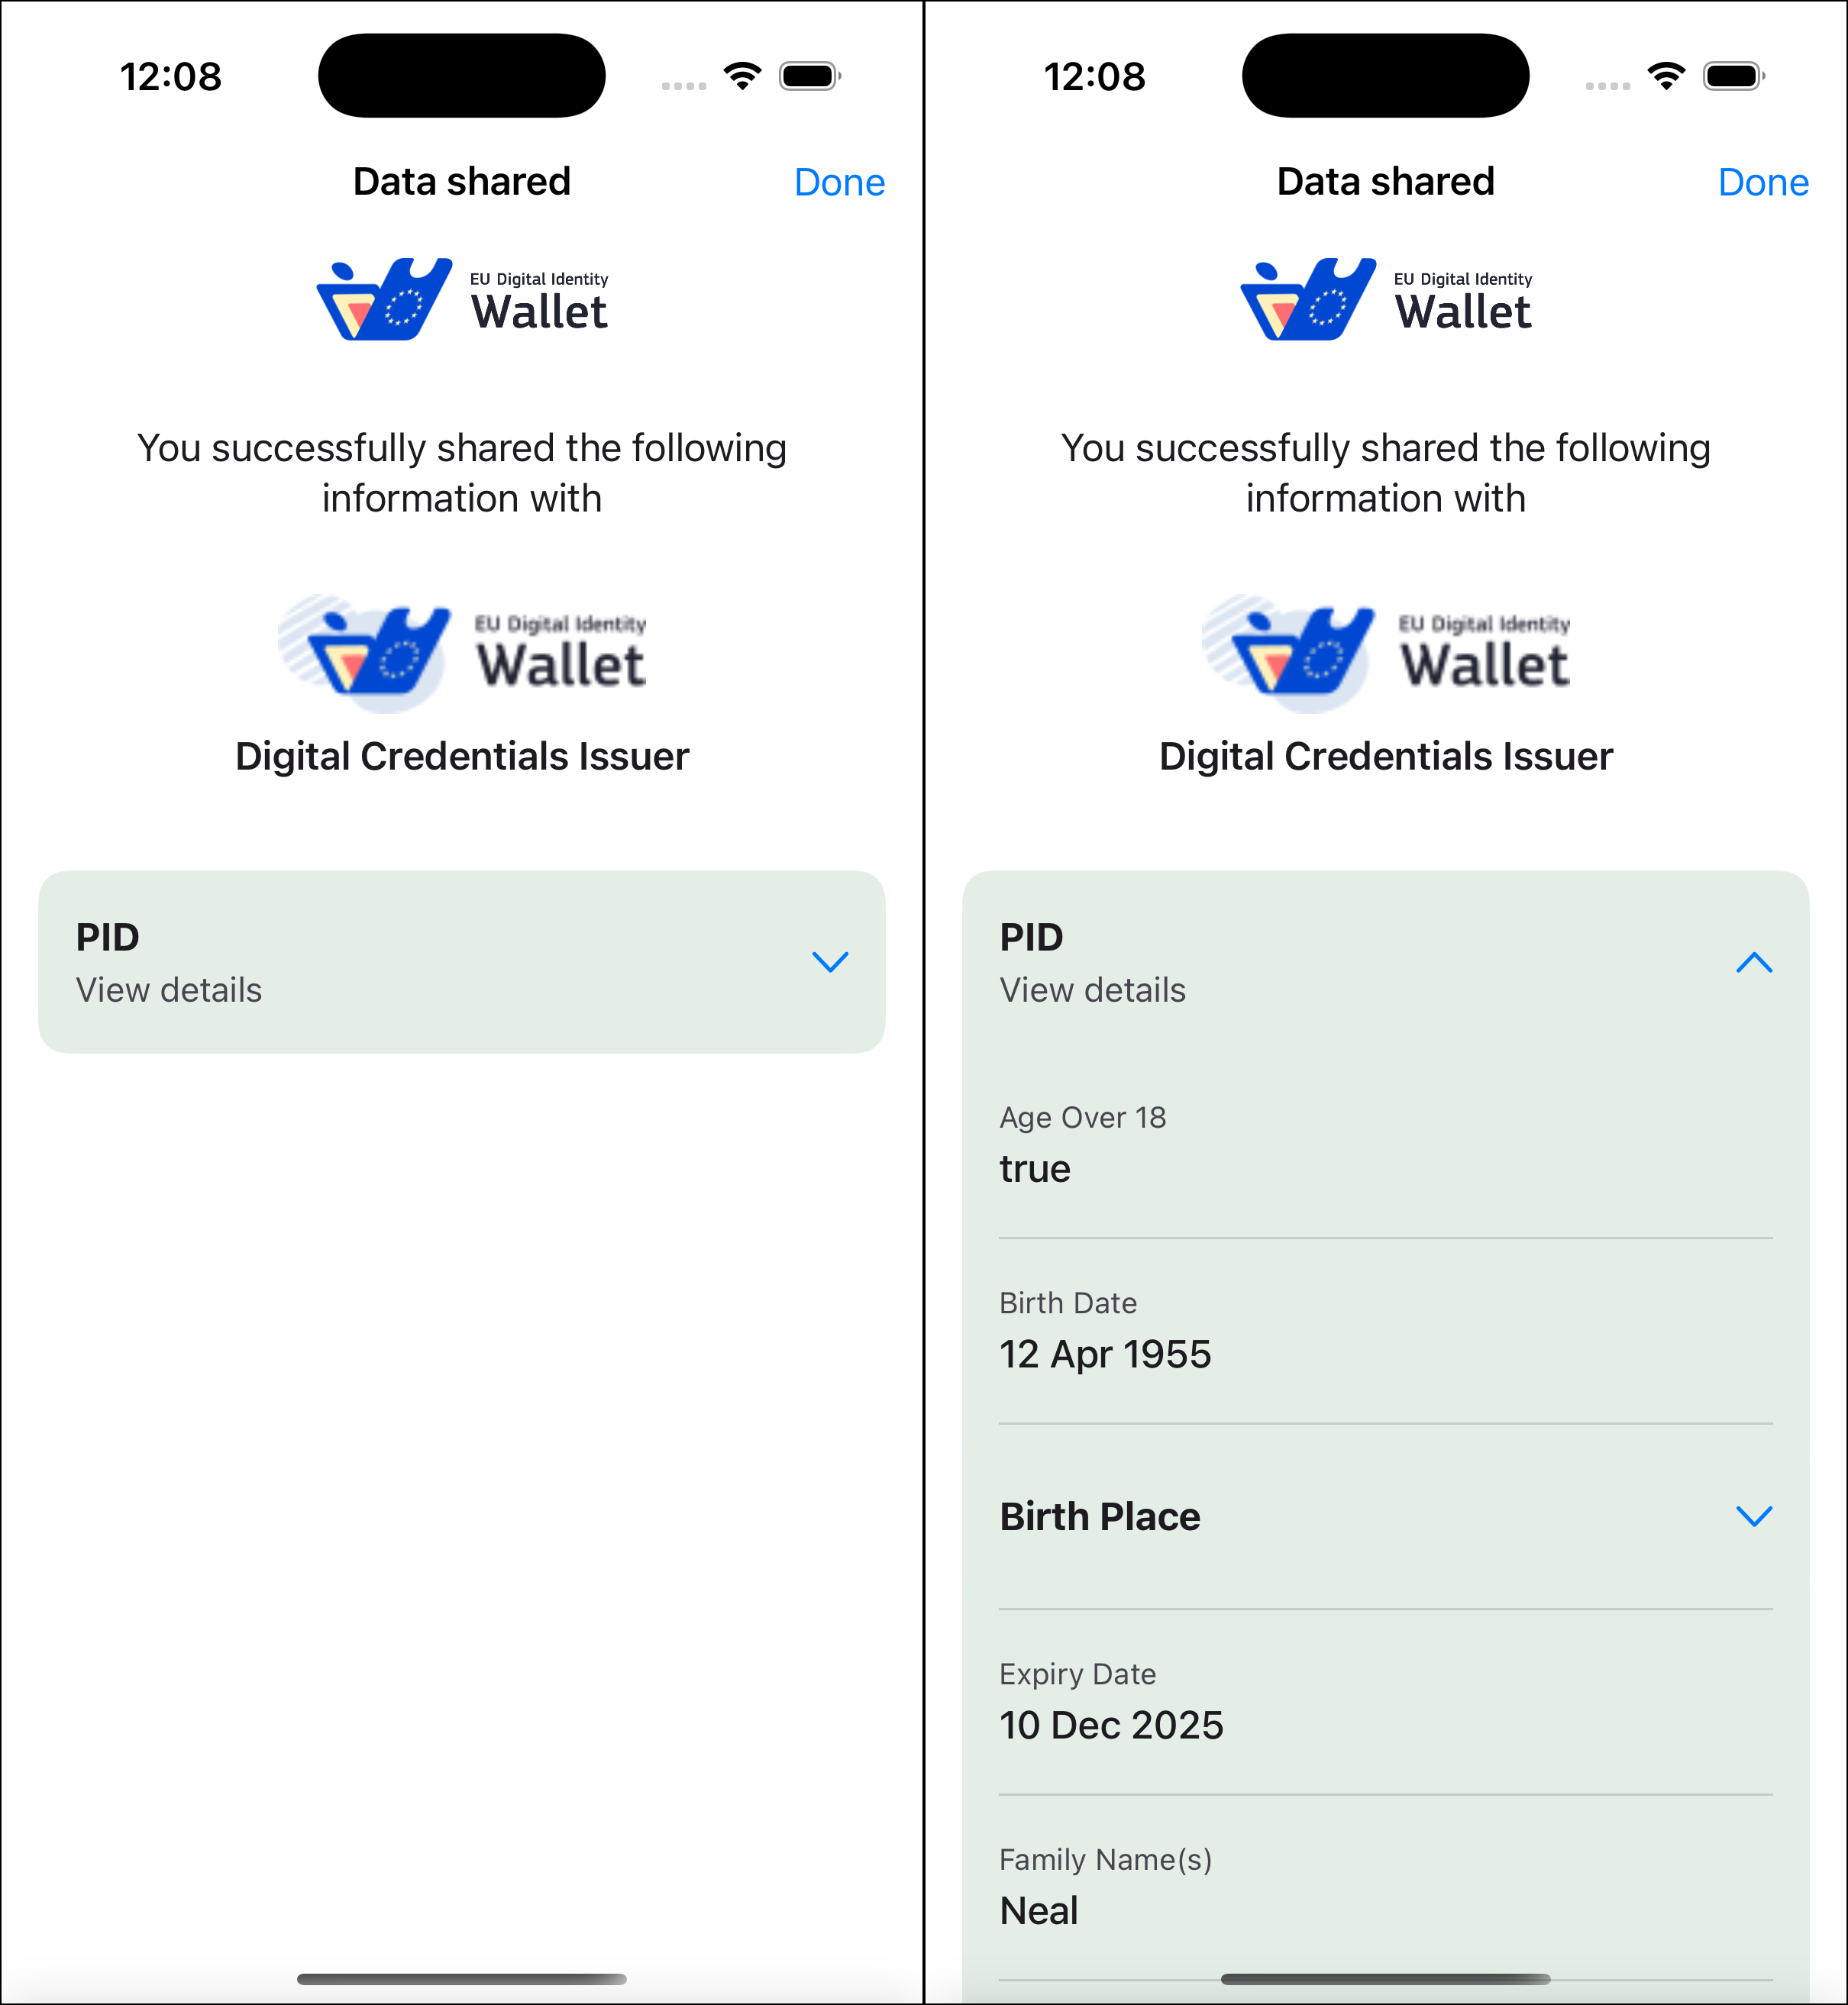 12:08
Data shared
Done
EU Digital Identity
Wallet
You successfully shared the following
information with
EU Digital Identity
Wallet
Digital Credentials Issuer
PID
View details
12:08
Data shared
Done
EU Digital Identity
Wallet
You successfully shared the following
information with
EU Digital Identity
Wallet
Digital Credentials Issuer
PID
View details
Age Over 18
true
Birth Date
12 Apr 1955
Birth Place
Expiry Date
10 Dec 2025
Family Name(s)
Neal